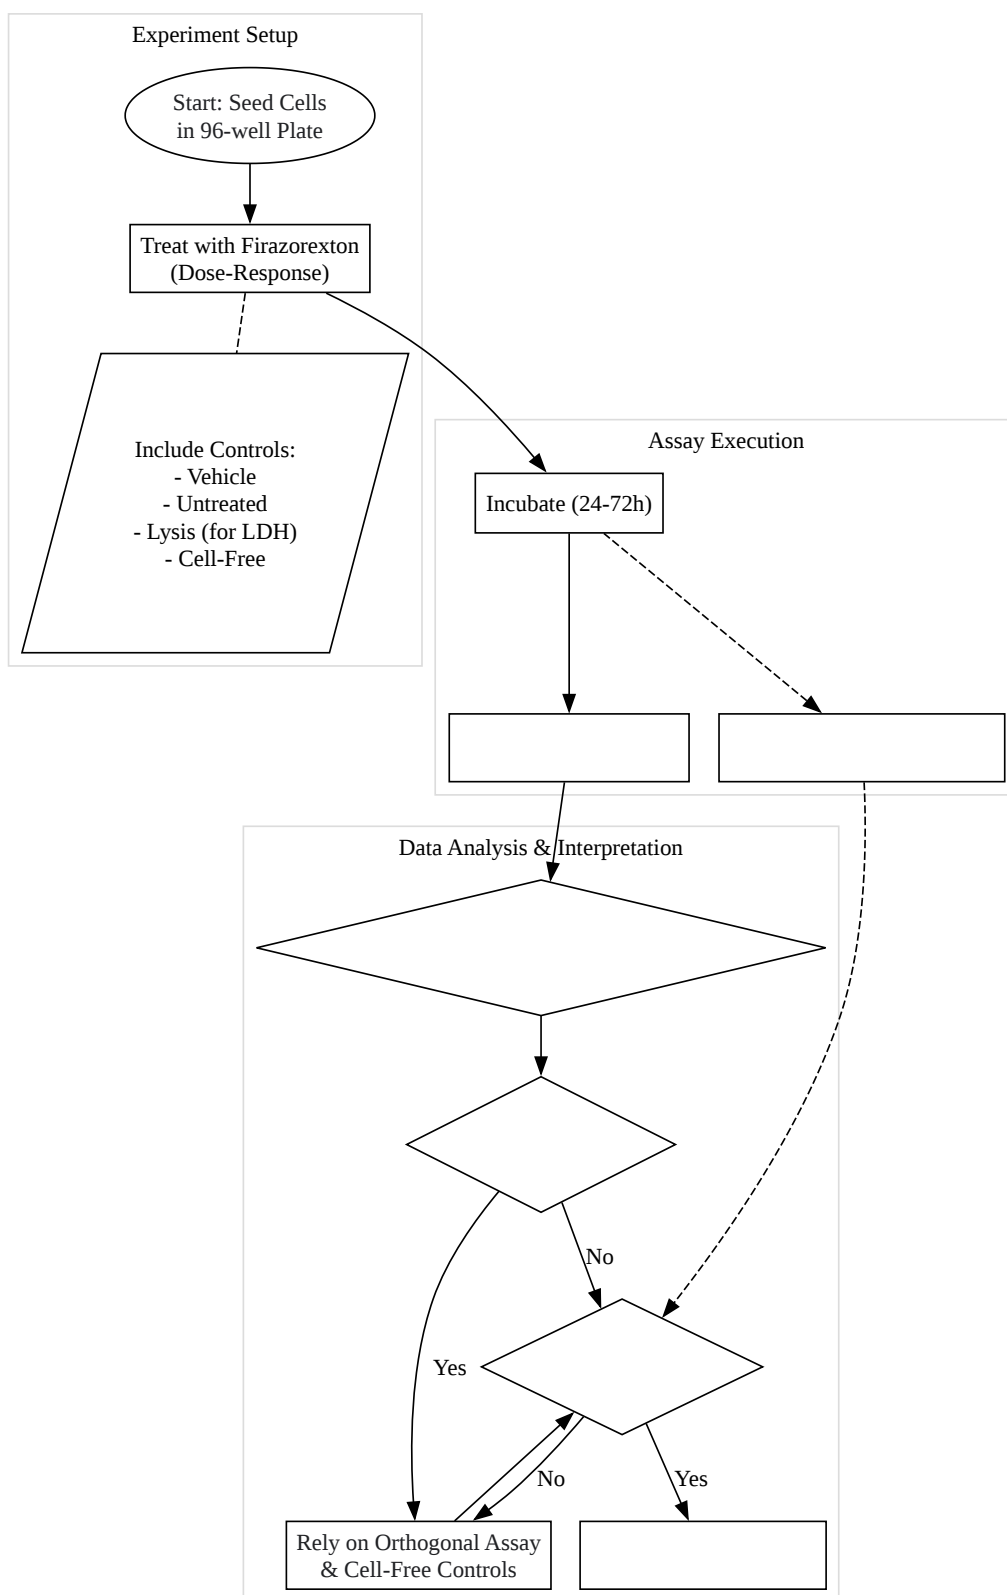 Experiment Setup
Start: Seed Cells
in 96-well Plate
Treat with Firazorexton
(Dose-Response)
Include Controls:
- Vehicle
- Untreated
- Lysis (for LDH)
- Cell-Free
Assay Execution
Incubate (24-72h)
Data Analysis & Interpretation
No
Yes
No
Yes
Rely on Orthogonal Assay
& Cell-Free Controls